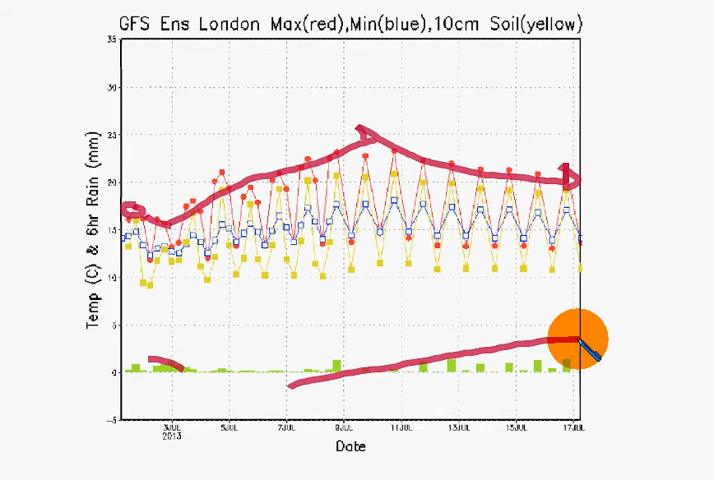 GFS Ens London Max(red),Min(blue),10cm Soil(yellow)
Temp (C) & 6hr Rain (mm)
35
30
25
20
15
10
5
0
-5
3JUL 5JUL 7JUL 9JUL 11JUL 13JUL 15JUL 17JUL
2013
Date